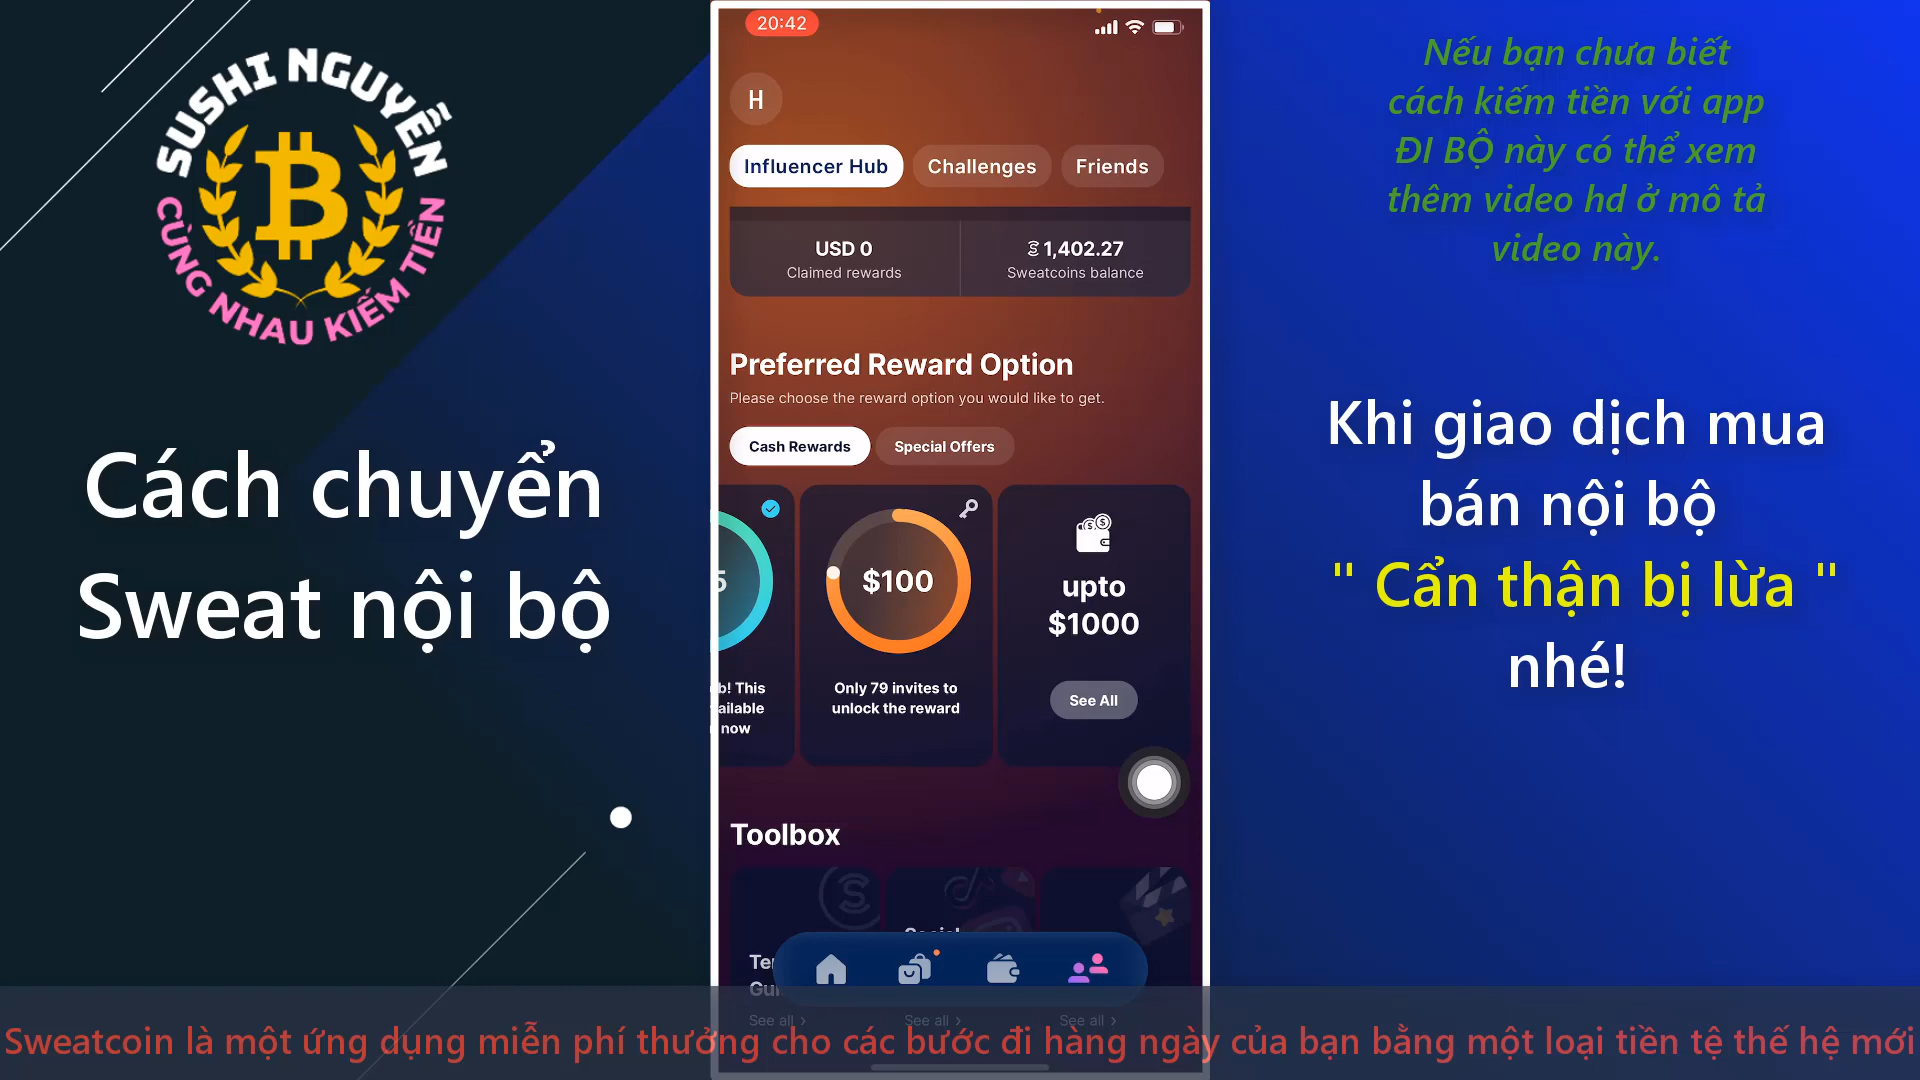 SUSHI NGUYỄN
CÙNG NHAU KIẾM TIỀN
Cách chuyển
Sweat nội bộ
20:42
H
Influencer Hub
Challenges
Friends
USD 0
Claimed rewards
1,402.27
Sweatcoins balance
Preferred Reward Option
Please choose the reward option you would like to get.
Cash Rewards
Special Offers
5
b! This
ailable
now
$100
Only 79 invites to
unlock the reward
upto
$1000
See All
Toolbox
See all ›
See all ›
See all ›
Nếu bạn chưa biết
cách kiếm tiền với app
ĐI BỘ này có thể xem
thêm video hd ở mô tả
video này.
Khi giao dịch mua
bán nội bộ
" Cẩn thận bị lừa "
nhé!
Sweatcoin là một ứng dụng miễn phí thưởng cho các bước đi hàng ngày của bạn bằng một loại tiền tệ thế hệ mới